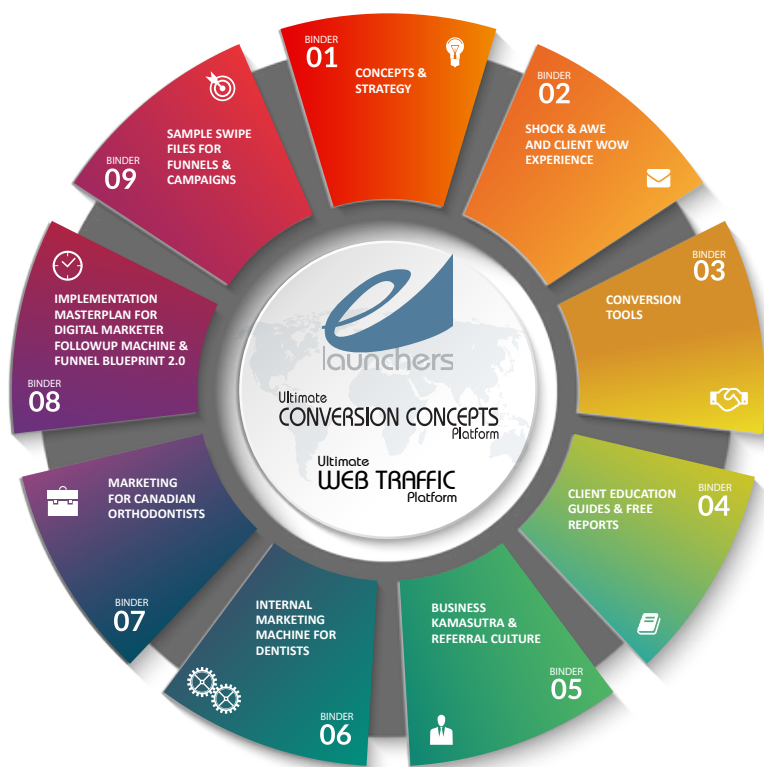 BINDER
01
CONCEPTS &
STRATEGY
BINDER
02
SHOCK & AWE
AND CLIENT WOW
EXPERIENCE
BINDER
03
CONVERSION
TOOLS
BINDER
04
CLIENT EDUCATION
GUIDES & FREE
REPORTS
BUSINESS
KAMASUTRA &
REFERRAL CULTURE
BINDER
05
INTERNAL
MARKETING
MACHINE FOR
DENTISTS
BINDER
06
MARKETING
FOR CANADIAN
ORTHODONTISTS
BINDER
07
IMPLEMENTATION
MASTERPLAN FOR
DIGITAL MARKETER
FOLLOWUP MACHINE &
FUNNEL BLUEPRINT 2.0
BINDER
08
SAMPLE SWIPE
FILES FOR
FUNNELS &
CAMPAIGNS
BINDER
09
e
launchers
Ultimate
CONVERSION CONCEPTS
Platform
Ultimate
WEB TRAFFIC
Platform